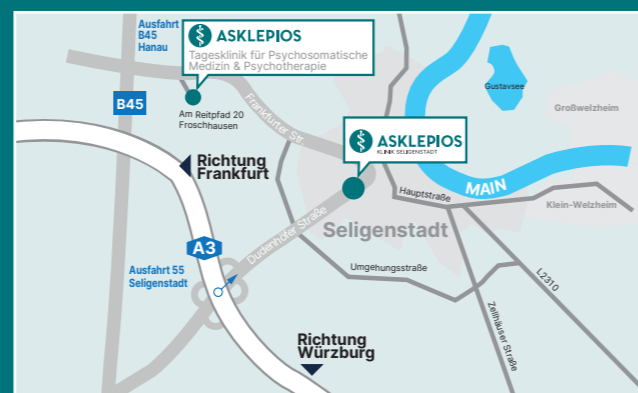 Ausfahrt
B45
Hanau
ASKLEPIOS
Tagesklinik für Psychosomatische
Medizin & Psychotherapie
Gustavsee
B45
Am Reitpfad 20
Froschhausen
Frankfurter Str.
Großwelzheim
ASKLEPIOS
KLINIK SELIGENSTADT
Richtung
Frankfurt
MAIN
Hauptstraße
Klein-Welzheim
Dudenhöfer Straße
Seligenstadt
A3
Ausfahrt 55
Seligenstadt
Umgehungsstraße
L2310
Zellhäuser Straße
Richtung
Würzburg